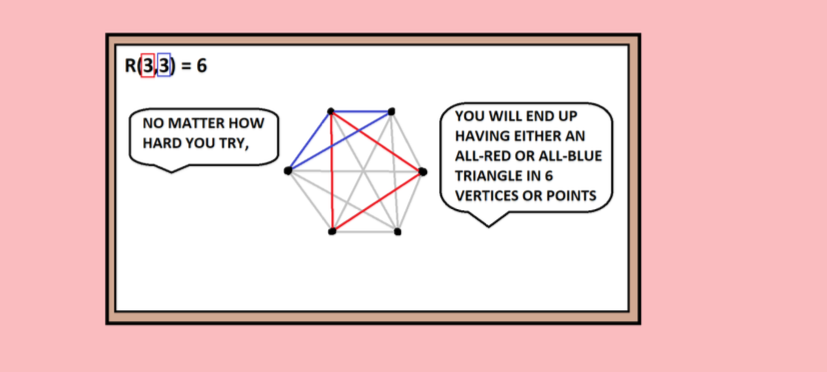 R(3,3) = 6
NO MATTER HOW
HARD YOU TRY,
YOU WILL END UP
HAVING EITHER AN
ALL-RED OR ALL-BLUE
TRIANGLE IN 6
VERTICES OR POINTS